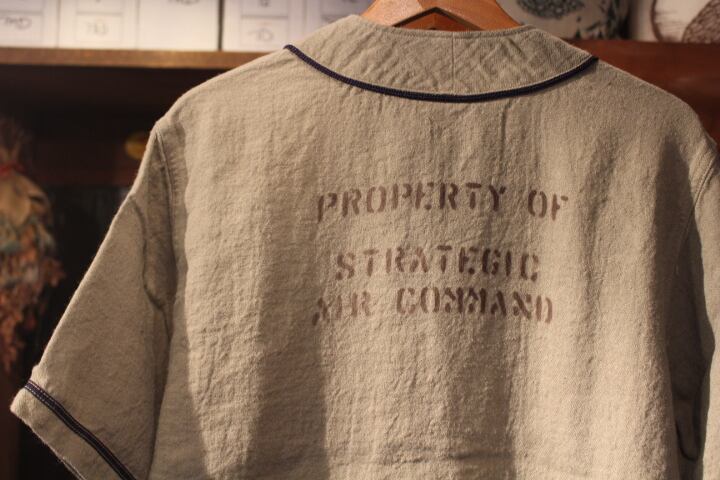 PROPERTY OF
STRATEGIC
AIR COMMAND